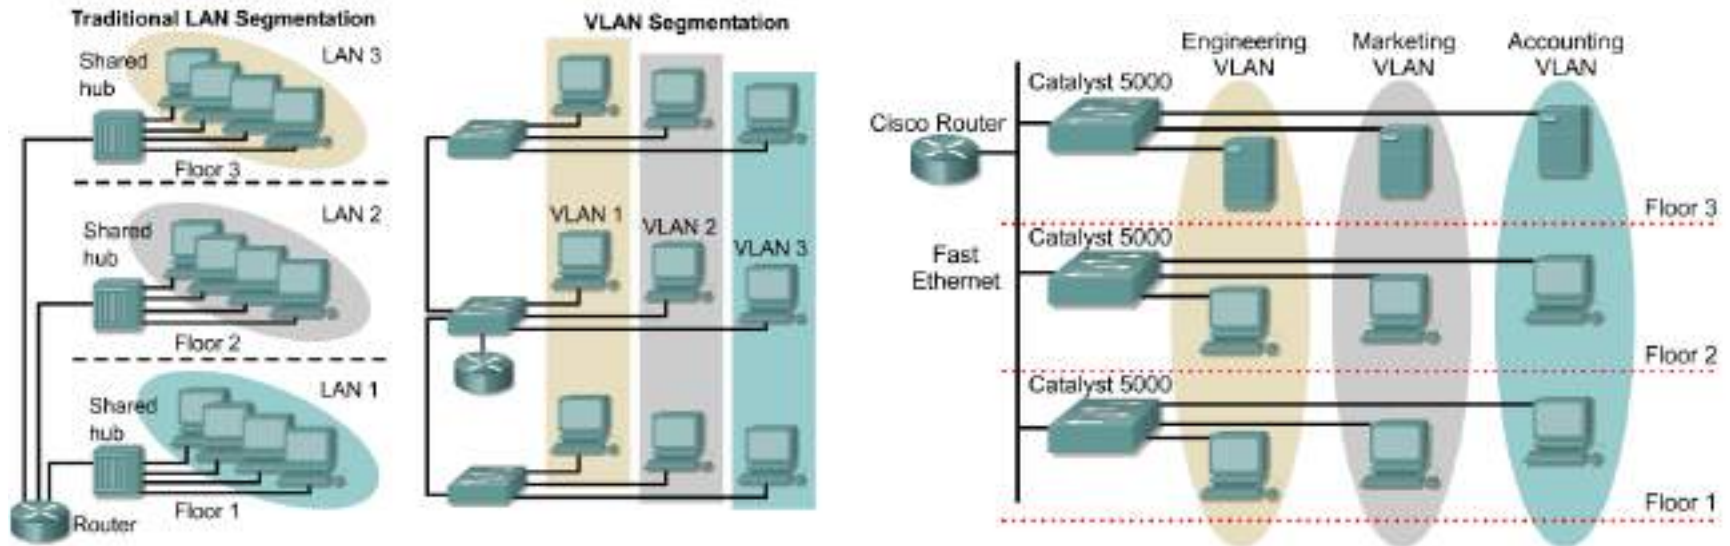 Traditional LAN Segmentation
Shared
hub
LAN 3
Floor 3
LAN 2
Shared
hub
Floor 2
LAN 1
Shared
hub
Floor 1
Router
VLAN Segmentation
VLAN 1
VLAN 2
VLAN 3
Engineering
VLAN
Marketing
VLAN
Accounting
VLAN
Catalyst 5000
Cisco Router
Floor 3
Catalyst 5000
Fast
Ethernet
Floor 2
Catalyst 5000
Floor 1